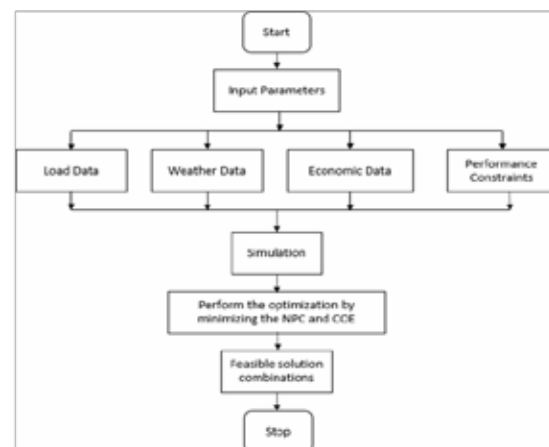 Start
Input Parameters
Load Data
Weather Data
Economic Data
Performance
Constraints
Simulation
Perform the optimization by
minimizing the NPC and COE
Feasible solution
combinations
Stop